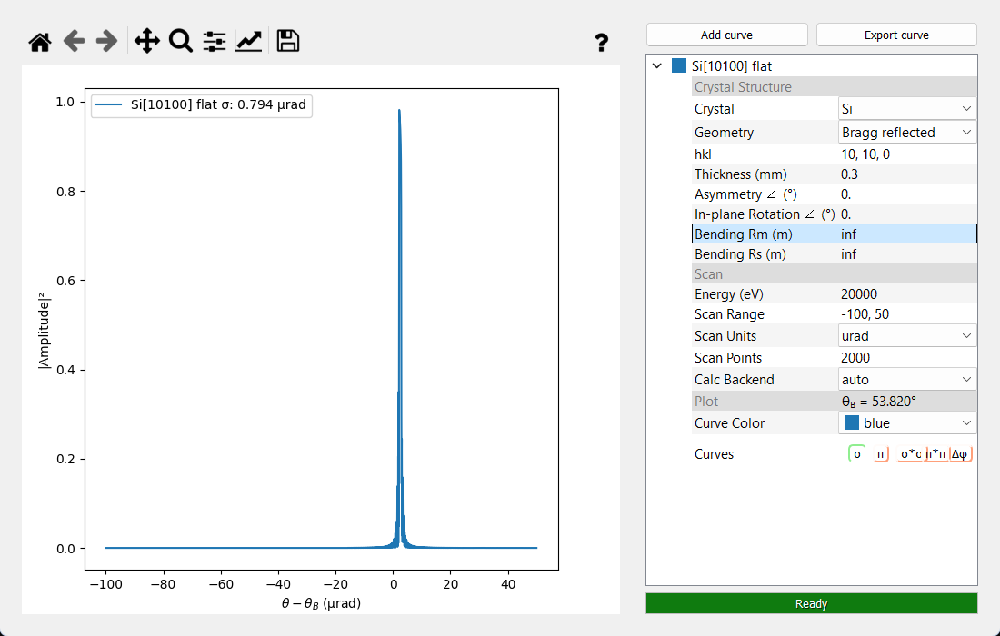 ?
Add curve
Export curve
Si[10100] flat
Crystal Structure
Crystal Si
Geometry Bragg reflected
hkl 10, 10, 0
Thickness (mm) 0.3
Asymmetry ∠ (°) 0.
In-plane Rotation ∠ (°) 0.
Bending Rm (m) inf
Bending Rs (m) inf
Scan
Energy (eV) 20000
Scan Range -100, 50
Scan Units urad
Scan Points 2000
Calc Backend auto
Plot θB = 53.820°
Curve Color blue
Curves σ π σ*σ π*π Δφ
Ready
Si[10100] flat σ: 0.794 μrad
|Amplitude|²
1.0
0.8
0.6
0.4
0.2
0.0
−100 −80 −60 −40 −20 0 20 40
θ − θB (μrad)